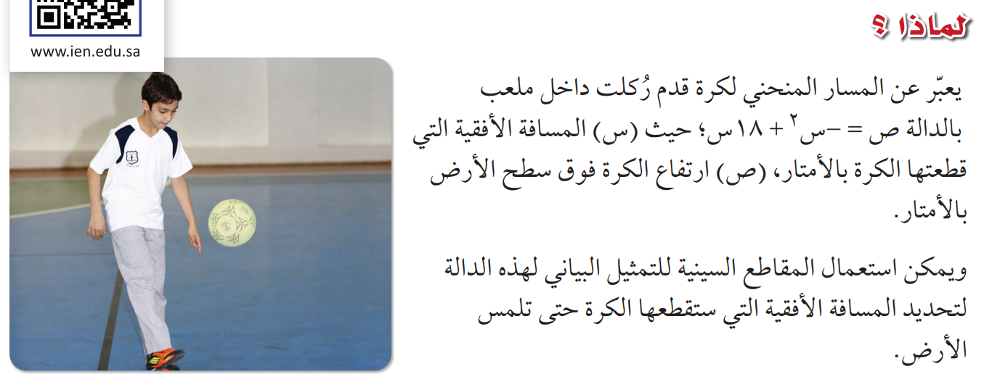 لماذا ؟
www.ien.edu.sa
يعبّر عن المسار المنحني لكرة قدم رُكلت داخل ملعب
بالدالة ص = –س٢ + ١٨س؛ حيث (س) المسافة الأفقية التي
قطعتها الكرة بالأمتار، (ص) ارتفاع الكرة فوق سطح الأرض
بالأمتار.
ويمكن استعمال المقاطع السينية للتمثيل البياني لهذه الدالة
لتحديد المسافة الأفقية التي ستقطعها الكرة حتى تلمس
الأرض.